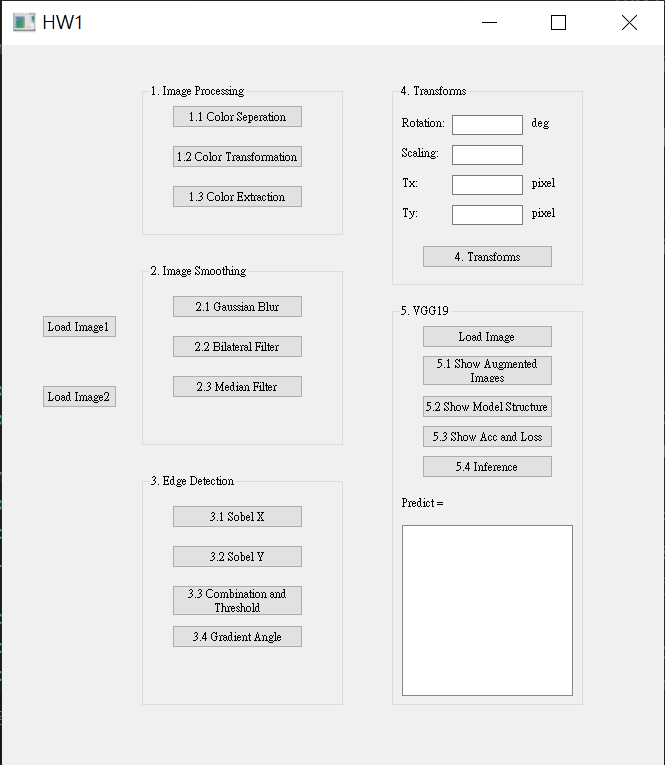 HW1
Load Image1
Load Image2
1. Image Processing
1.1 Color Seperation
1.2 Color Transformation
1.3 Color Extraction
2. Image Smoothing
2.1 Gaussian Blur
2.2 Bilateral Filter
2.3 Median Filter
3. Edge Detection
3.1 Sobel X
3.2 Sobel Y
3.3 Combination and
Threshold
3.4 Gradient Angle
4. Transforms
Rotation: deg
Scaling:
Tx: pixel
Ty: pixel
4. Transforms
5. VGG19
Load Image
5.1 Show Augmented
Images
5.2 Show Model Structure
5.3 Show Acc and Loss
5.4 Inference
Predict =